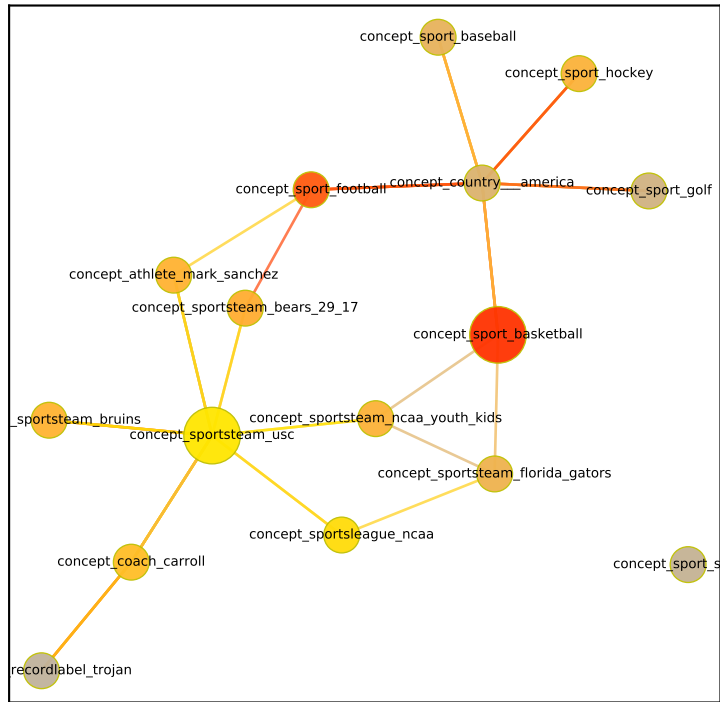 concept_sport_baseball
concept_sport_hockey
concept_country___america
concept_sport_football
concept_sport_golf
concept_athlete_mark_sanchez
concept_sportsteam_bears_29_17
concept_sport_basketball
_sportsteam_bruins
concept_sportsteam_ncaa_youth_kids
concept_sportsteam_usc
concept_sportsteam_florida_gators
concept_sportsleague_ncaa
concept_coach_carroll
concept_sport_s
recordlabel_trojan